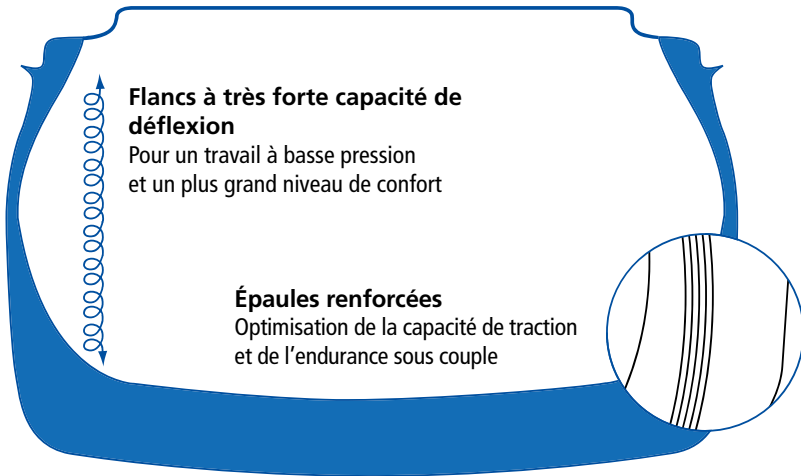 Flancs à très forte capacité de
déflexion
Pour un travail à basse pression
et un plus grand niveau de confort
Épaules renforcées
Optimisation de la capacité de traction
et de l’endurance sous couple